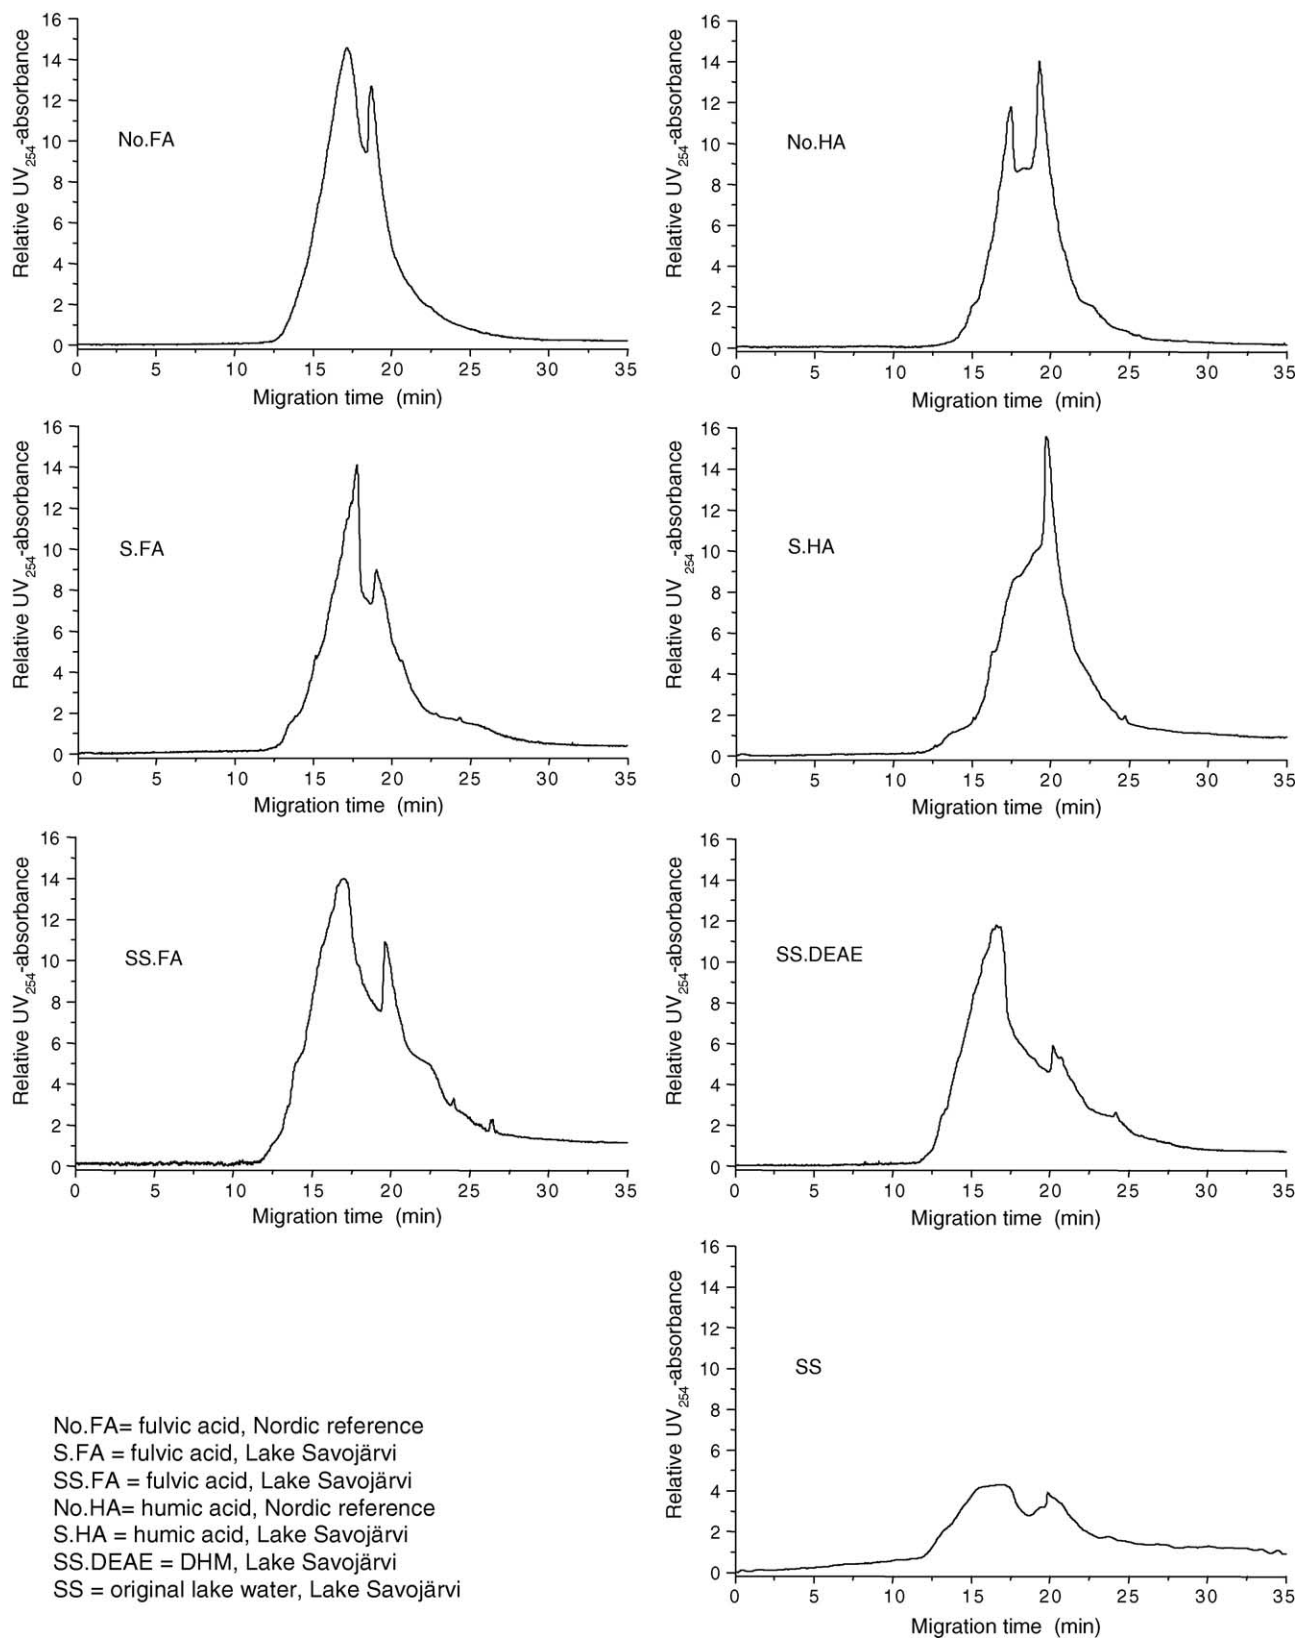 16
14
12
10
8
6
4
2
0
Relative UV254-absorbance
No.FA
0 5 10 15 20 25 30 35
Migration time (min)
16
14
12
10
8
6
4
2
0
Relative UV254-absorbance
No.HA
0 5 10 15 20 25 30 35
Migration time (min)
16
14
12
10
8
6
4
2
0
Relative UV254-absorbance
S.FA
0 5 10 15 20 25 30 35
Migration time (min)
16
14
12
10
8
6
4
2
0
Relative UV254-absorbance
S.HA
0 5 10 15 20 25 30 35
Migration time (min)
16
14
12
10
8
6
4
2
0
Relative UV254-absorbance
SS.FA
0 5 10 15 20 25 30 35
Migration time (min)
16
14
12
10
8
6
4
2
0
Relative UV254-absorbance
SS.DEAE
0 5 10 15 20 25 30 35
Migration time (min)
16
14
12
10
8
6
4
2
0
Relative UV254-absorbance
SS
0 5 10 15 20 25 30 35
Migration time (min)
No.FA= fulvic acid, Nordic reference
S.FA = fulvic acid, Lake Savojärvi
SS.FA = fulvic acid, Lake Savojärvi
No.HA= humic acid, Nordic reference
S.HA = humic acid, Lake Savojärvi
SS.DEAE = DHM, Lake Savojärvi
SS = original lake water, Lake Savojärvi